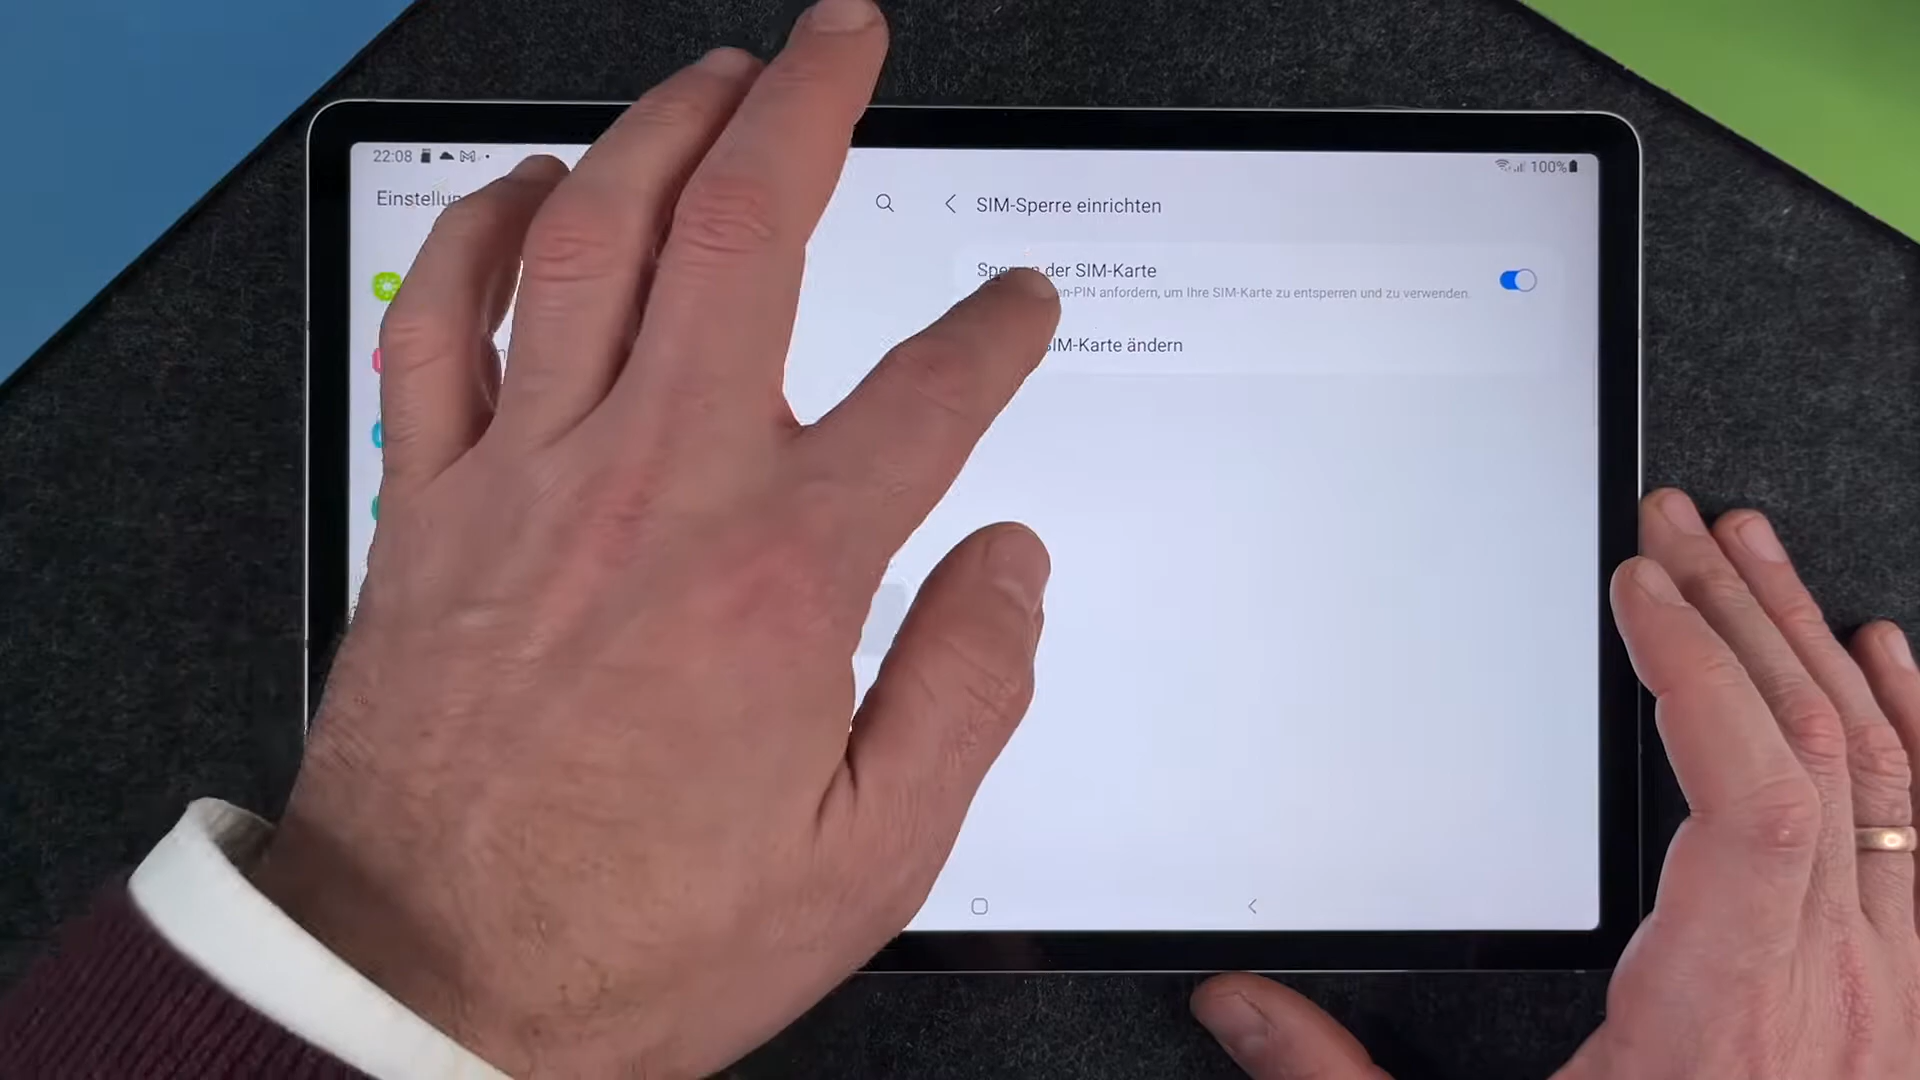 22:08
100%
Einstellun
SIM-Sperre einrichten
der SIM-Karte
en-PIN anfordern, um Ihre SIM-Karte zu entsperren und zu verwenden.
SIM-Karte ändern